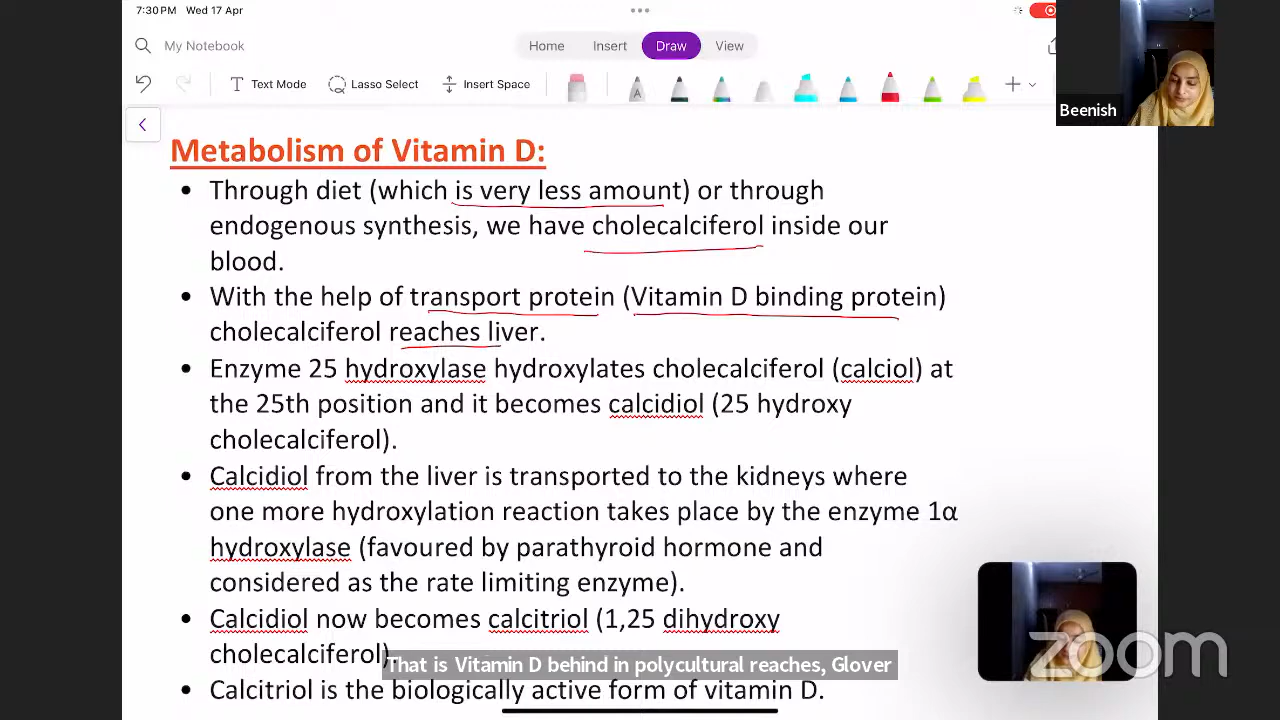 7:30 PM Wed 17 Apr
My Notebook
Home Insert Draw View
Text Mode Lasso Select Insert Space
A
Beenish
Metabolism of Vitamin D:
• Through diet (which is very less amount) or through
endogenous synthesis, we have cholecalciferol inside our
blood.
• With the help of transport protein (Vitamin D binding protein)
cholecalciferol reaches liver.
• Enzyme 25 hydroxylase hydroxylates cholecalciferol (calciol) at
the 25th position and it becomes calcidiol (25 hydroxy
cholecalciferol).
• Calcidiol from the liver is transported to the kidneys where
one more hydroxylation reaction takes place by the enzyme 1α
hydroxylase (favoured by parathyroid hormone and
considered as the rate limiting enzyme).
• Calcidiol now becomes calcitriol (1,25 dihydroxy
cholecalciferol).
That is Vitamin D behind in polycultural reaches, Glover
• Calcitriol is the biologically active form of vitamin D.
zoom